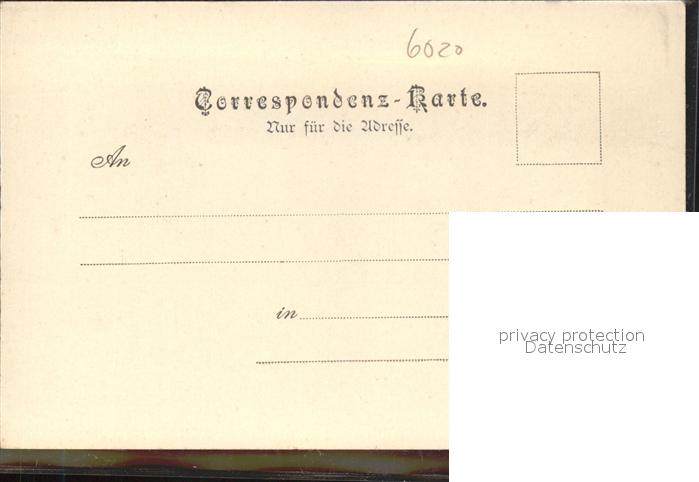 6020
Correspondenz-Karte.
Nur für die Adresse.
An
in
privacy protection
Datenschutz